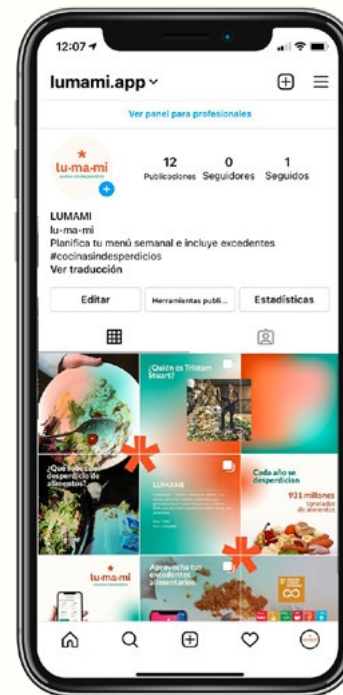 12:07
lumami.app
Ver panel para profesionales
lu·ma·mi
12 0 1
Publicaciones Seguidores Seguidos
LUMAMI
lu-ma-mi
Planifica tu menú semanal e incluye excedentes
#cocinasindesperdicios
Ver traducción
Editar Herramientas publi... Estadísticas
¿Quién es Tristam
Stuart?
desperdicio de
alimentos?
LUMAMI
Cada año se
desperdician
931 millones
toneladas
de alimentos
lu·ma·mi
Aprovecha tus
excedentes
alimentarios